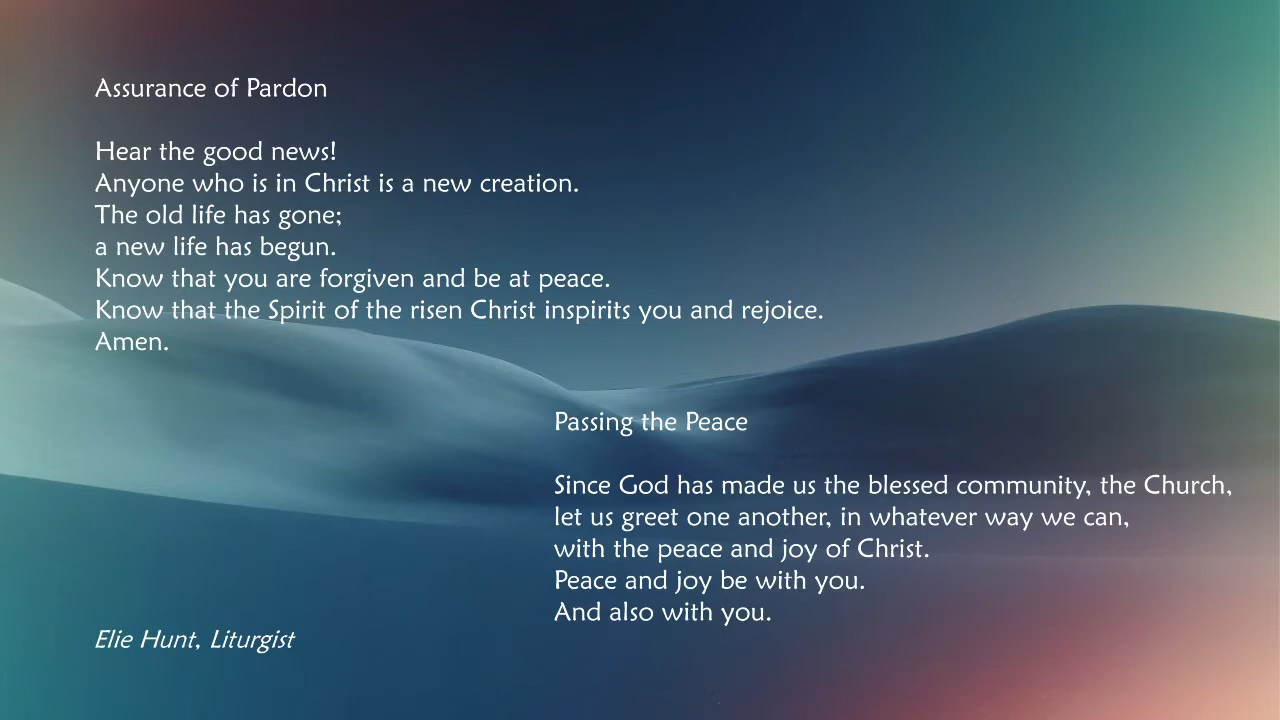 Assurance of Pardon
Hear the good news!
Anyone who is in Christ is a new creation.
The old life has gone;
a new life has begun.
Know that you are forgiven and be at peace.
Know that the Spirit of the risen Christ inspirits you and rejoice.
Amen.
Passing the Peace
Since God has made us the blessed community, the Church,
let us greet one another, in whatever way we can,
with the peace and joy of Christ.
Peace and joy be with you.
And also with you.
Elie Hunt, Liturgist